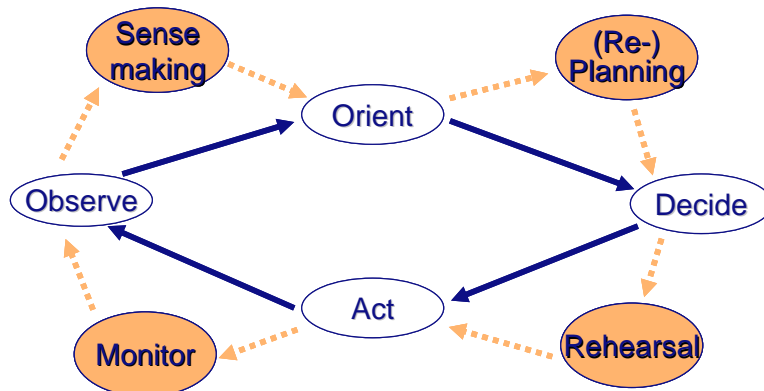 Sense
making
(Re-)
Planning
Orient
Observe
Decide
Act
Monitor
Rehearsal